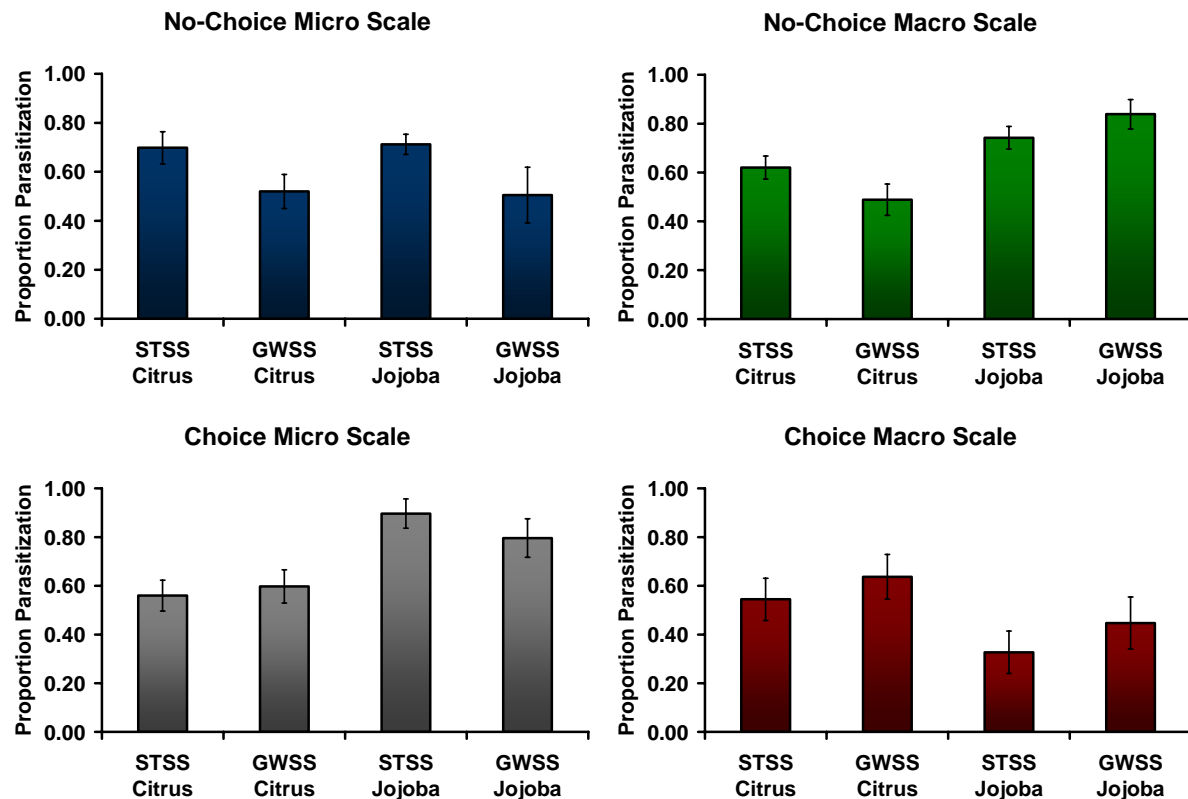 No-Choice Micro Scale
Proportion Parasitization
1.00
0.80
0.60
0.40
0.20
0.00
STSS GWSS STSS GWSS
Citrus Citrus Jojoba Jojoba
No-Choice Macro Scale
Proportion Parasitization
1.00
0.80
0.60
0.40
0.20
0.00
STSS GWSS STSS GWSS
Citrus Citrus Jojoba Jojoba
Choice Micro Scale
Proportion Parasitization
1.00
0.80
0.60
0.40
0.20
0.00
STSS GWSS STSS GWSS
Citrus Citrus Jojoba Jojoba
Choice Macro Scale
Proportion Parasitization
1.00
0.80
0.60
0.40
0.20
0.00
STSS GWSS STSS GWSS
Citrus Citrus Jojoba Jojoba